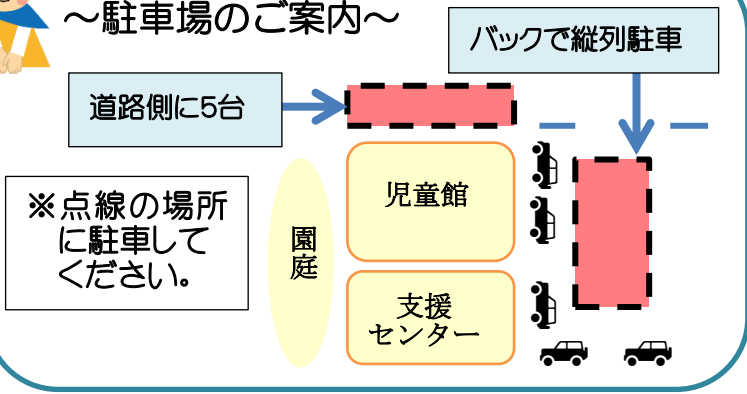 ～駐車場のご案内～
バックで縦列駐車
道路側に5台
※点線の場所
に駐車して
ください。
園
庭
児童館
支援
センター